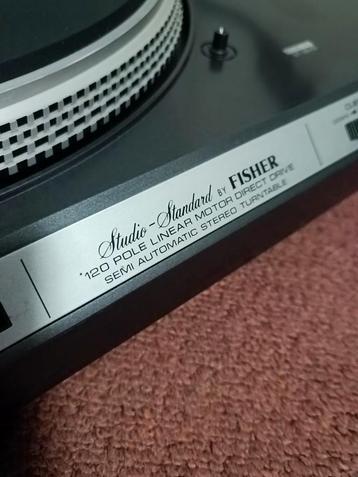 Studio-Standard BY FISHER
*120 POLE LINEAR MOTOR DIRECT DRIVE
SEMI AUTOMATIC STEREO TURNTABLE